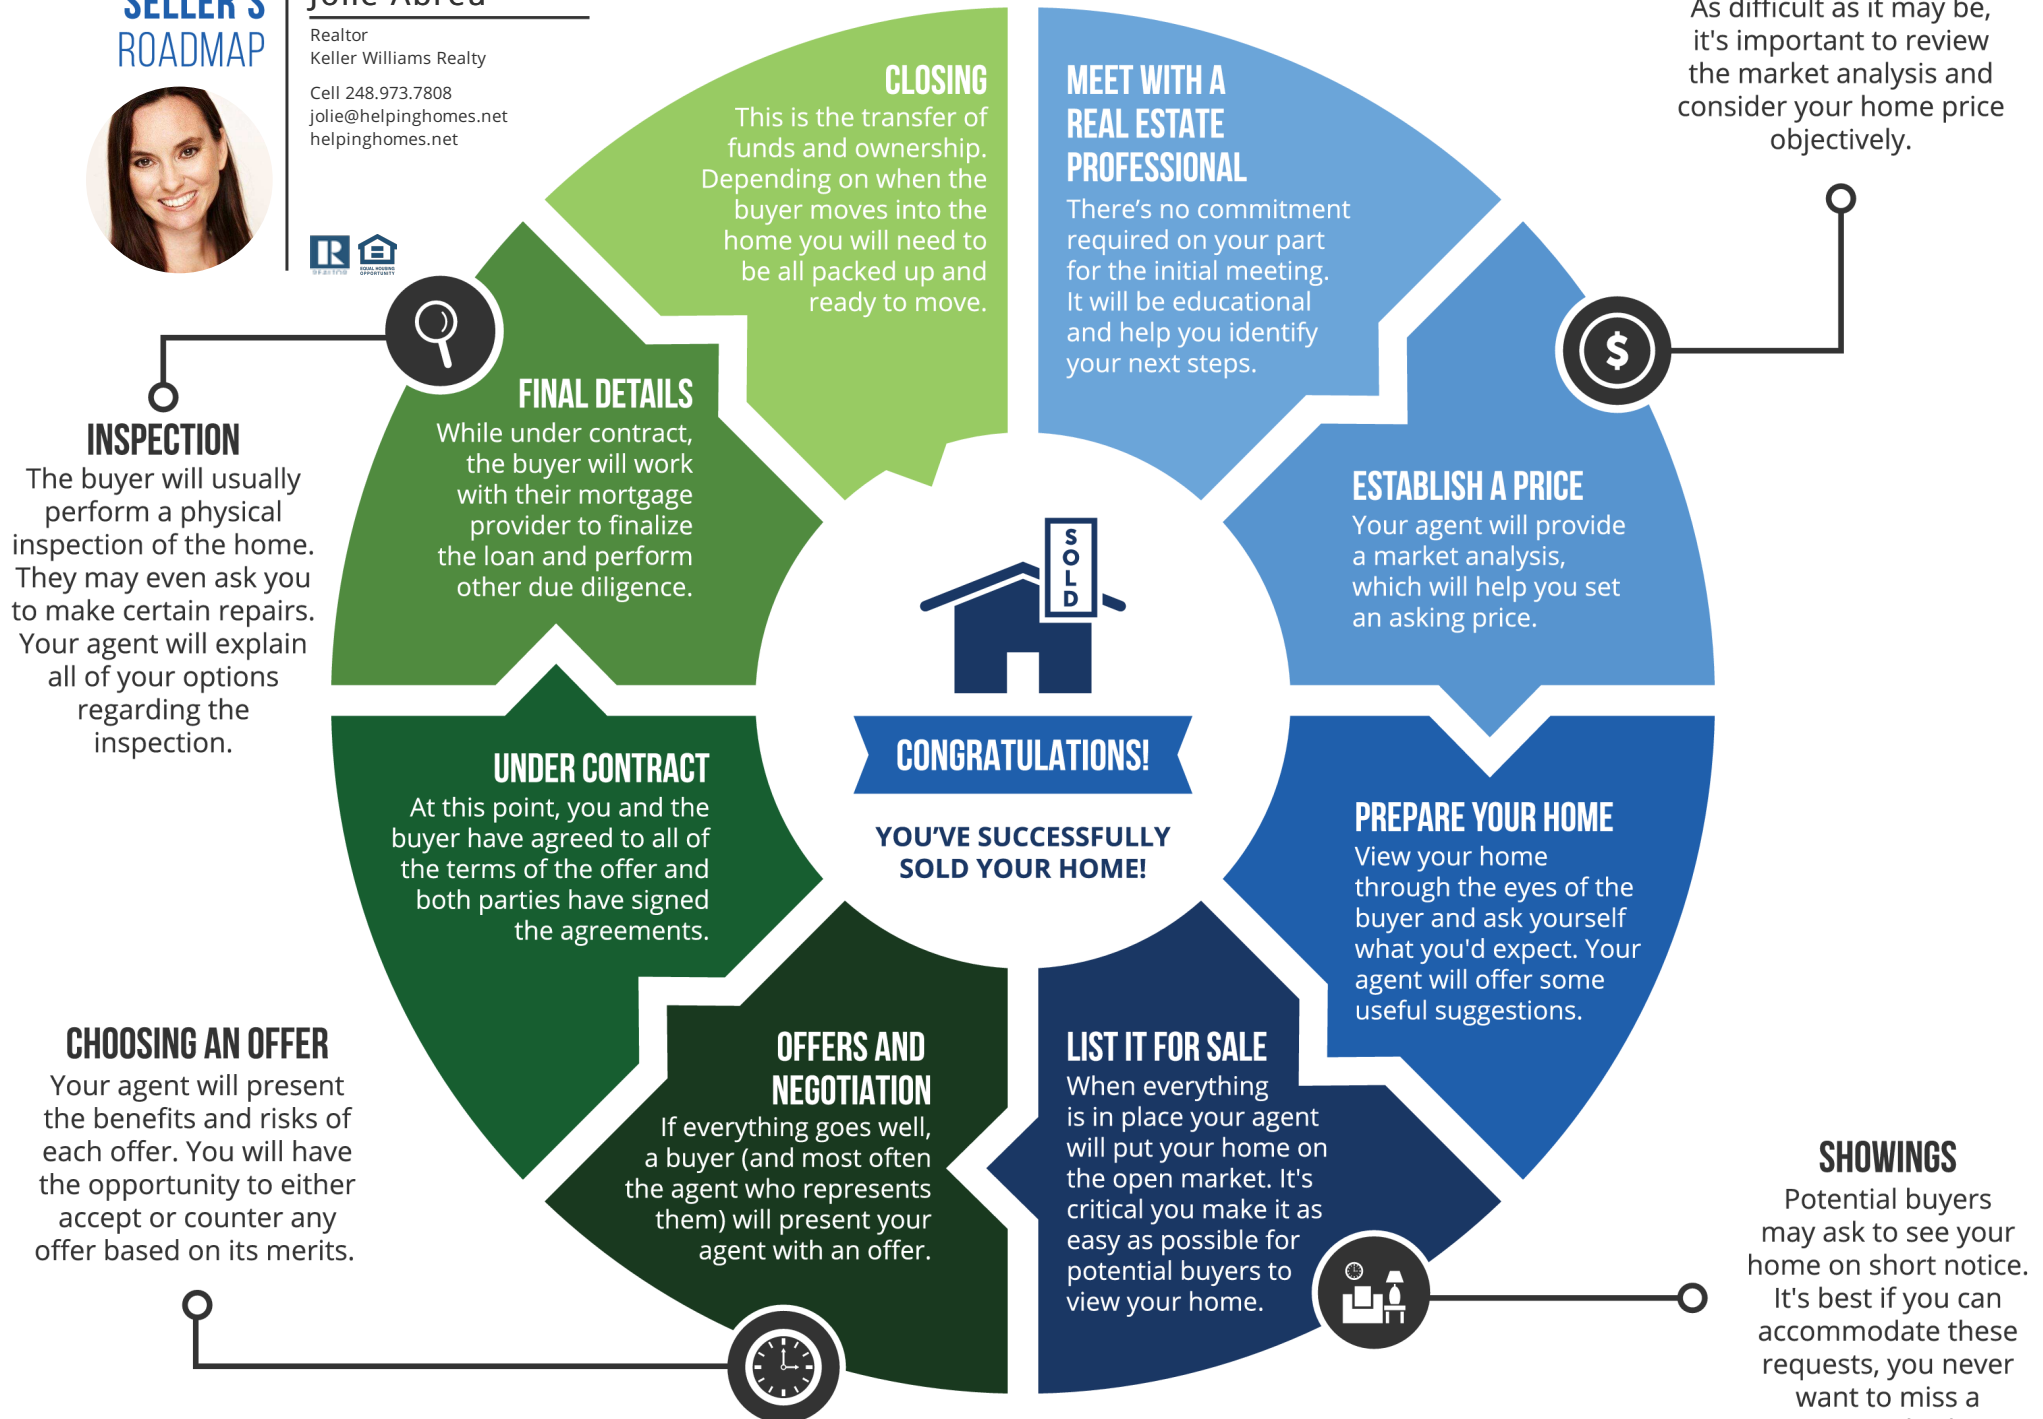 SELLER'S
ROADMAP
Jolie Abreu
Realtor
Keller Williams Realty
Cell 248.973.7808
jolie@helpinghomes.net
helpinghomes.net
R
REALTOR
EQUAL HOUSING
OPPORTUNITY
CLOSING
This is the transfer of
funds and ownership.
Depending on when the
buyer moves into the
home you will need to
be all packed up and
ready to move.
MEET WITH A
REAL ESTATE
PROFESSIONAL
There’s no commitment
required on your part
for the initial meeting.
It will be educational
and help you identify
your next steps.
As difficult as it may be,
it's important to review
the market analysis and
consider your home price
objectively.
$
ESTABLISH A PRICE
Your agent will provide
a market analysis,
which will help you set
an asking price.
PREPARE YOUR HOME
View your home
through the eyes of the
buyer and ask yourself
what you'd expect. Your
agent will offer some
useful suggestions.
LIST IT FOR SALE
When everything
is in place your agent
will put your home on
the open market. It's
critical you make it as
easy as possible for
potential buyers to
view your home.
SHOWINGS
Potential buyers
may ask to see your
home on short notice.
It's best if you can
accommodate these
requests, you never
want to miss a
OFFERS AND
NEGOTIATION
If everything goes well,
a buyer (and most often
the agent who represents
them) will present your
agent with an offer.
CHOOSING AN OFFER
Your agent will present
the benefits and risks of
each offer. You will have
the opportunity to either
accept or counter any
offer based on its merits.
UNDER CONTRACT
At this point, you and the
buyer have agreed to all of
the terms of the offer and
both parties have signed
the agreements.
FINAL DETAILS
While under contract,
the buyer will work
with their mortgage
provider to finalize
the loan and perform
other due diligence.
INSPECTION
The buyer will usually
perform a physical
inspection of the home.
They may even ask you
to make certain repairs.
Your agent will explain
all of your options
regarding the
inspection.
SOLD
CONGRATULATIONS!
YOU’VE SUCCESSFULLY
SOLD YOUR HOME!